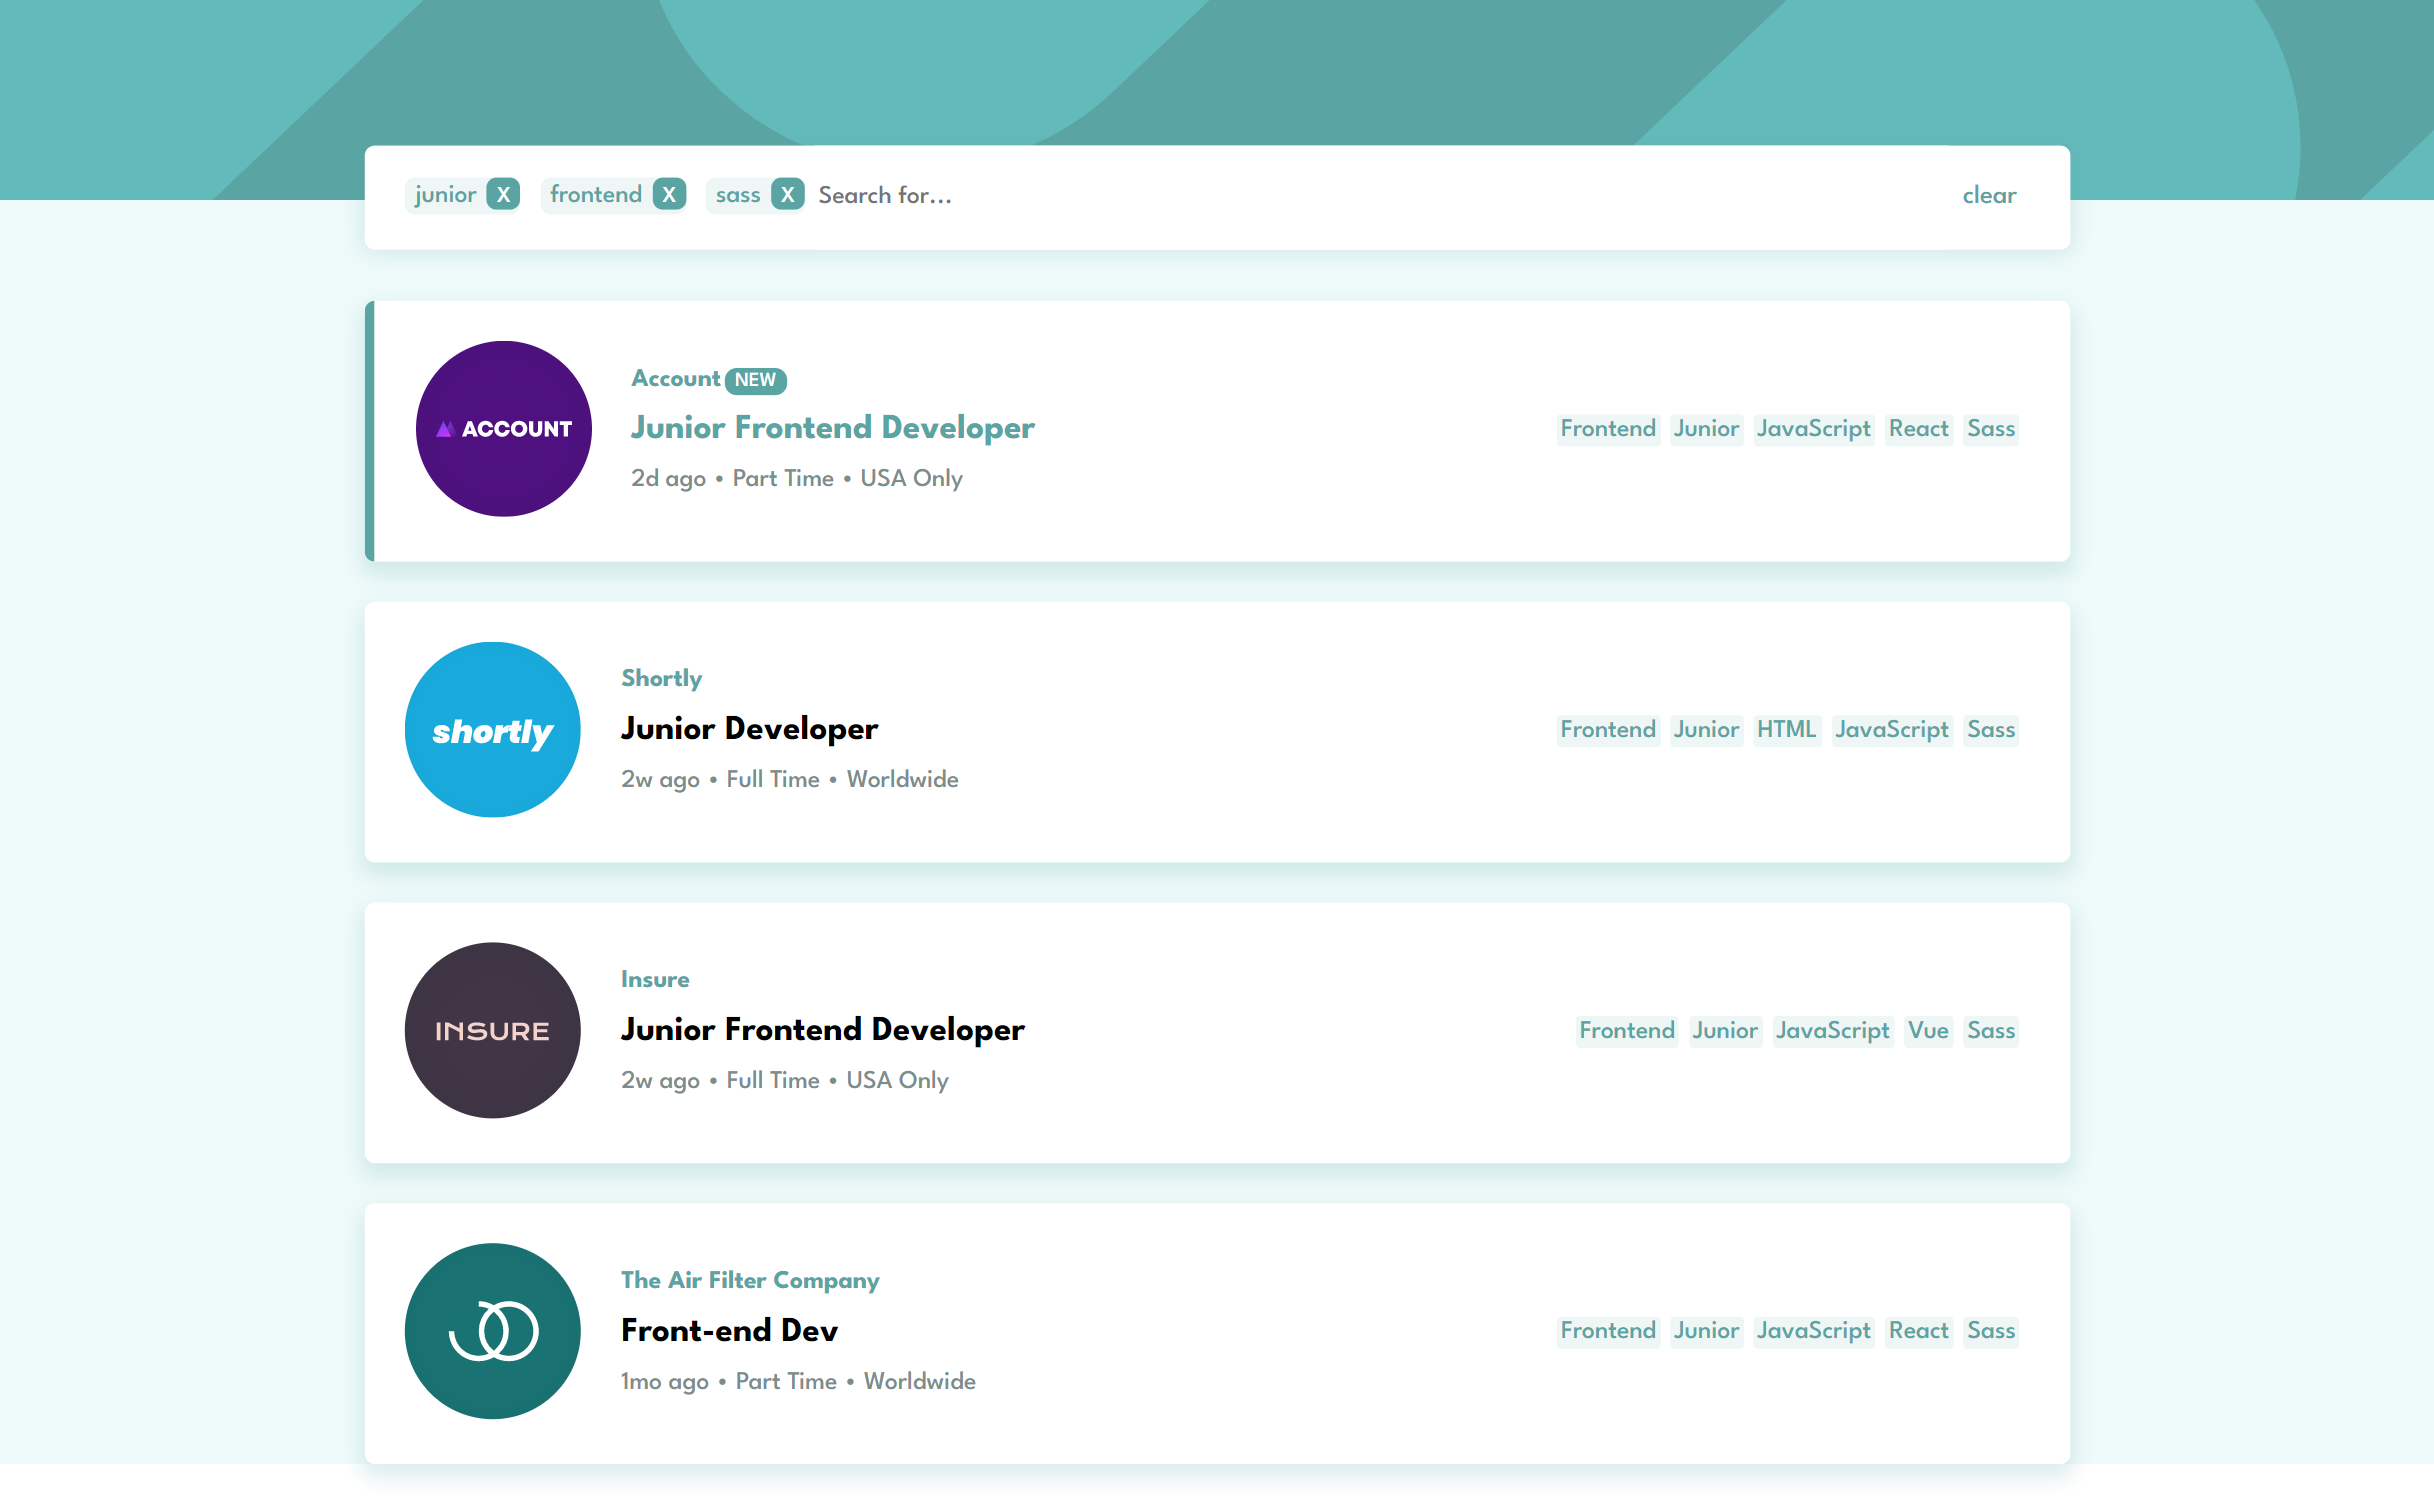 junior X frontend X sass X Search for... clear
ACCOUNT
Account NEW
Junior Frontend Developer
2d ago • Part Time • USA Only
Frontend Junior JavaScript React Sass
shortly
Shortly
Junior Developer
2w ago • Full Time • Worldwide
Frontend Junior HTML JavaScript Sass
INSURE
Insure
Junior Frontend Developer
2w ago • Full Time • USA Only
Frontend Junior JavaScript Vue Sass
The Air Filter Company
Front-end Dev
1mo ago • Part Time • Worldwide
Frontend Junior JavaScript React Sass